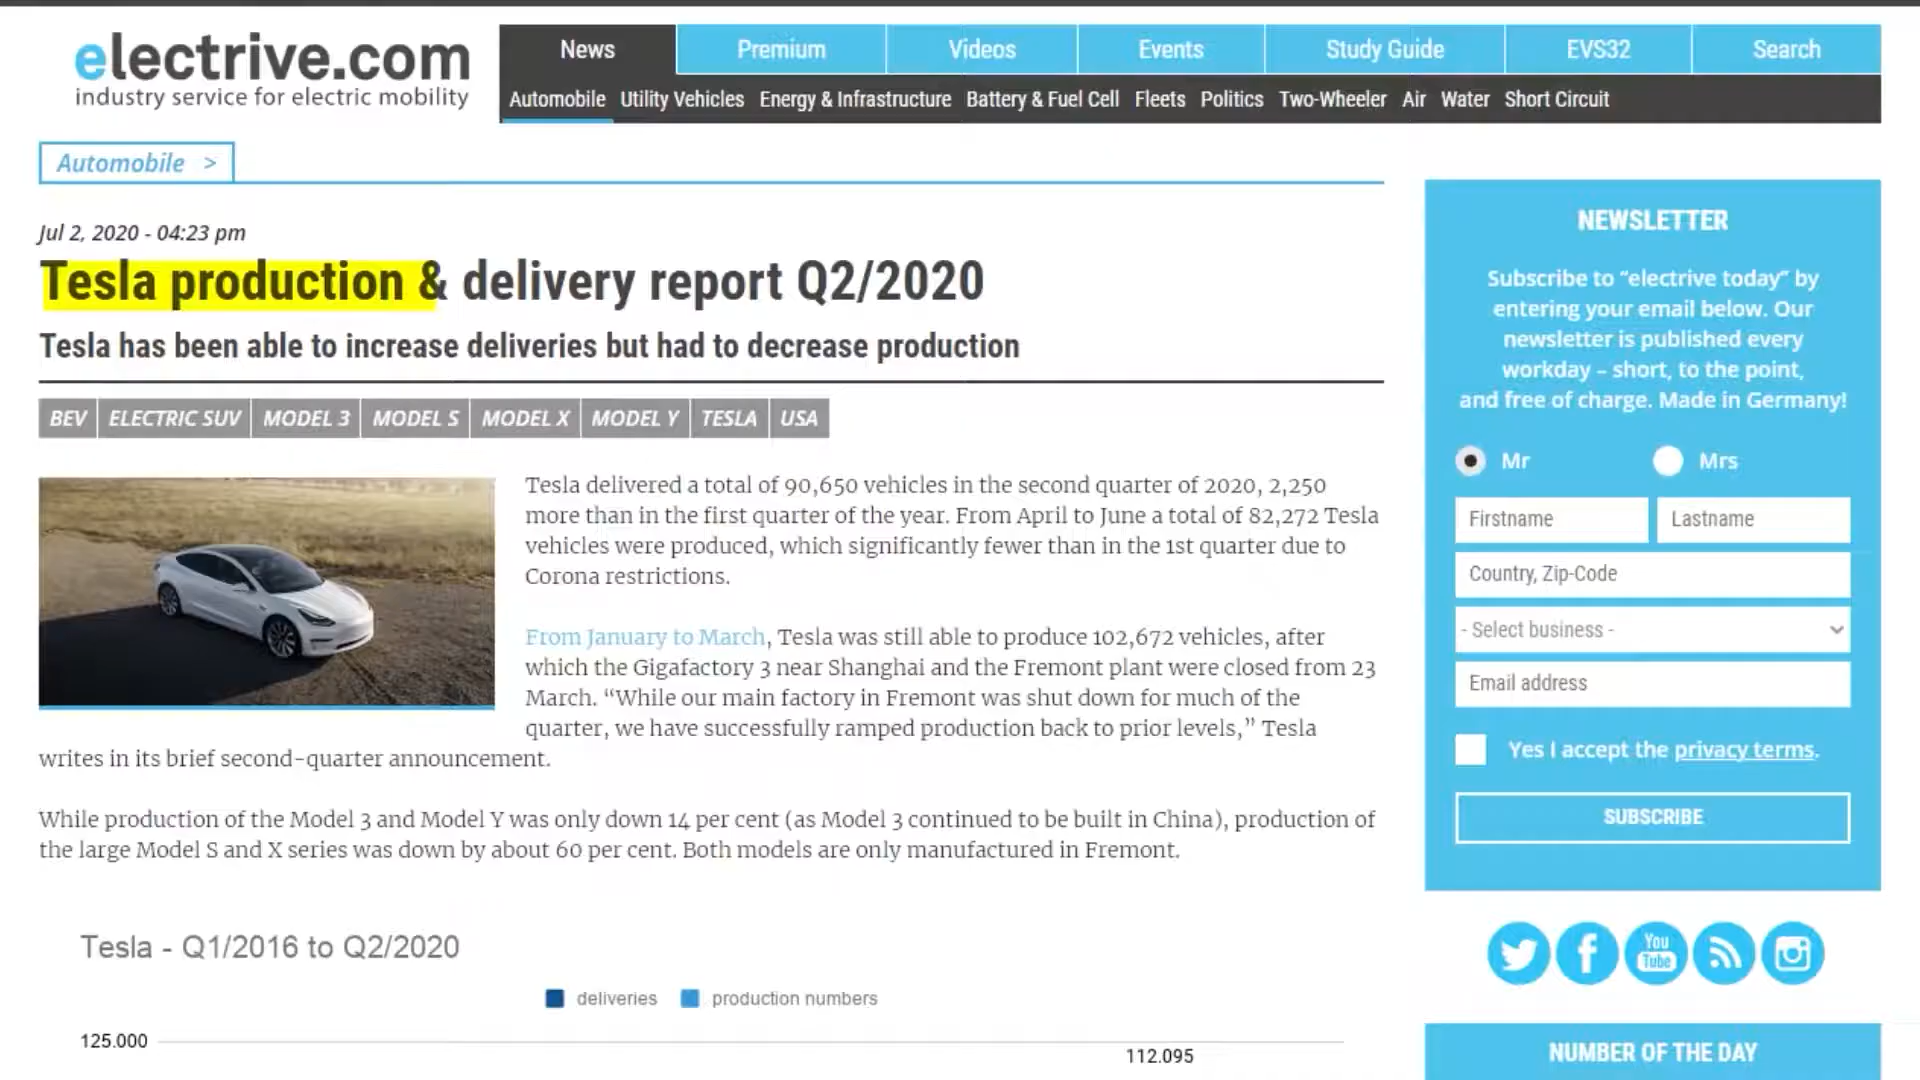 electrive.com
industry service for electric mobility
News
Premium
Videos
Events
Study Guide
EVS32
Search
Automobile
Utility Vehicles
Energy & Infrastructure
Battery & Fuel Cell
Fleets
Politics
Two-Wheeler
Air
Water
Short Circuit
Automobile >
Jul 2, 2020 - 04:23 pm
Tesla production & delivery report Q2/2020
Tesla has been able to increase deliveries but had to decrease production
BEV
ELECTRIC SUV
MODEL 3
MODEL S
MODEL X
MODEL Y
TESLA
USA
Tesla delivered a total of 90,650 vehicles in the second quarter of 2020, 2,250
more than in the first quarter of the year. From April to June a total of 82,272 Tesla
vehicles were produced, which significantly fewer than in the 1st quarter due to
Corona restrictions.
From January to March, Tesla was still able to produce 102,672 vehicles, after
which the Gigafactory 3 near Shanghai and the Fremont plant were closed from 23
March. “While our main factory in Fremont was shut down for much of the
quarter, we have successfully ramped production back to prior levels,” Tesla
writes in its brief second-quarter announcement.
While production of the Model 3 and Model Y was only down 14 per cent (as Model 3 continued to be built in China), production of
the large Model S and X series was down by about 60 per cent. Both models are only manufactured in Fremont.
Tesla - Q1/2016 to Q2/2020
deliveries
production numbers
125.000
112.095
NEWSLETTER
Subscribe to “electrive today” by
entering your email below. Our
newsletter is published every
workday – short, to the point,
and free of charge. Made in Germany!
Mr
Mrs
Firstname
Lastname
Country, Zip-Code
- Select business -
Email address
Yes I accept the privacy terms.
SUBSCRIBE
You
Tube
NUMBER OF THE DAY